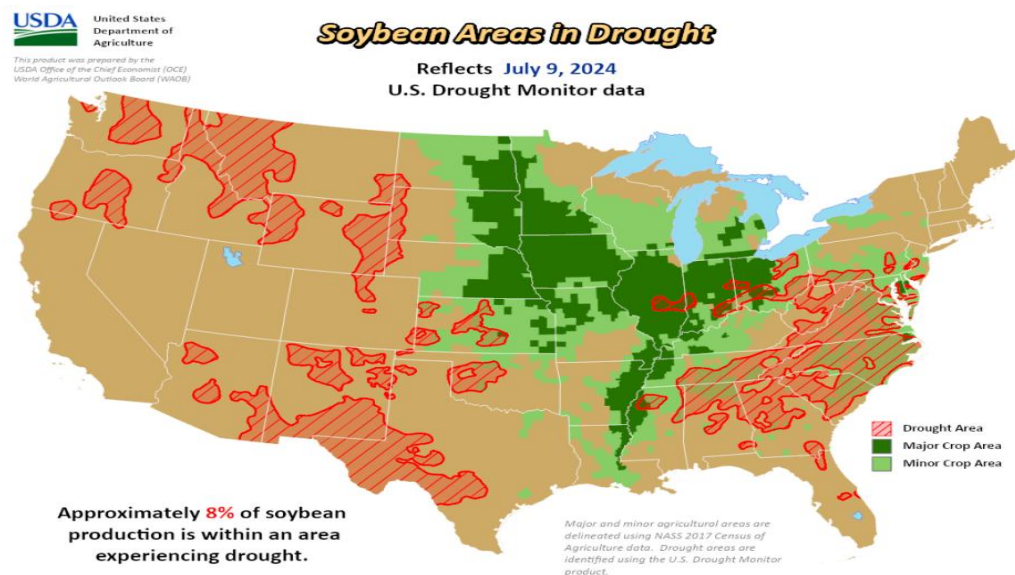 USDA
United States
Department of
Agriculture
This product was prepared by the
USDA Office of the Chief Economist (OCE)
World Agricultural Outlook Board (WAOB)
Soybean Areas in Drought
Reflects July 9, 2024
U.S. Drought Monitor data
Drought Area
Major Crop Area
Minor Crop Area
Approximately 8% of soybean
production is within an area
experiencing drought.
Major and minor agricultural areas are
delineated using NASS 2017 Census of
Agriculture data. Drought areas are
identified using the U.S. Drought Monitor
product.